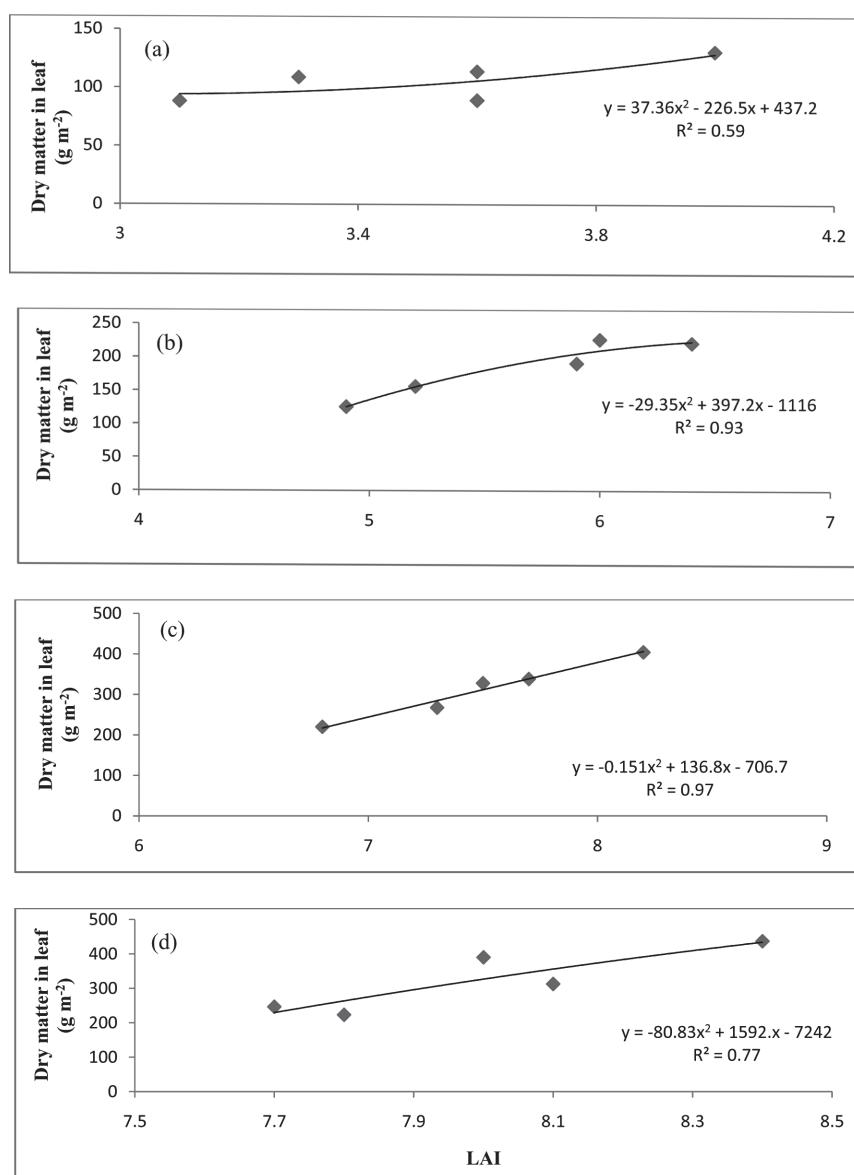 (a)
Dry matter in leaf
(g m⁻²)
150
100
50
0
3
3.4
3.8
4.2
y = 37.36x² - 226.5x + 437.2
R² = 0.59
(b)
Dry matter in leaf
(g m⁻²)
250
200
150
100
50
0
4
5
6
7
y = -29.35x² + 397.2x - 1116
R² = 0.93
(c)
Dry matter in leaf
(g m⁻²)
500
400
300
200
100
0
6
7
8
9
y = -0.151x² + 136.8x - 706.7
R² = 0.97
(d)
Dry matter in leaf
(g m⁻²)
500
400
300
200
100
0
7.5
7.7
7.9
8.1
8.3
8.5
y = -80.83x² + 1592.x - 7242
R² = 0.77
LAI